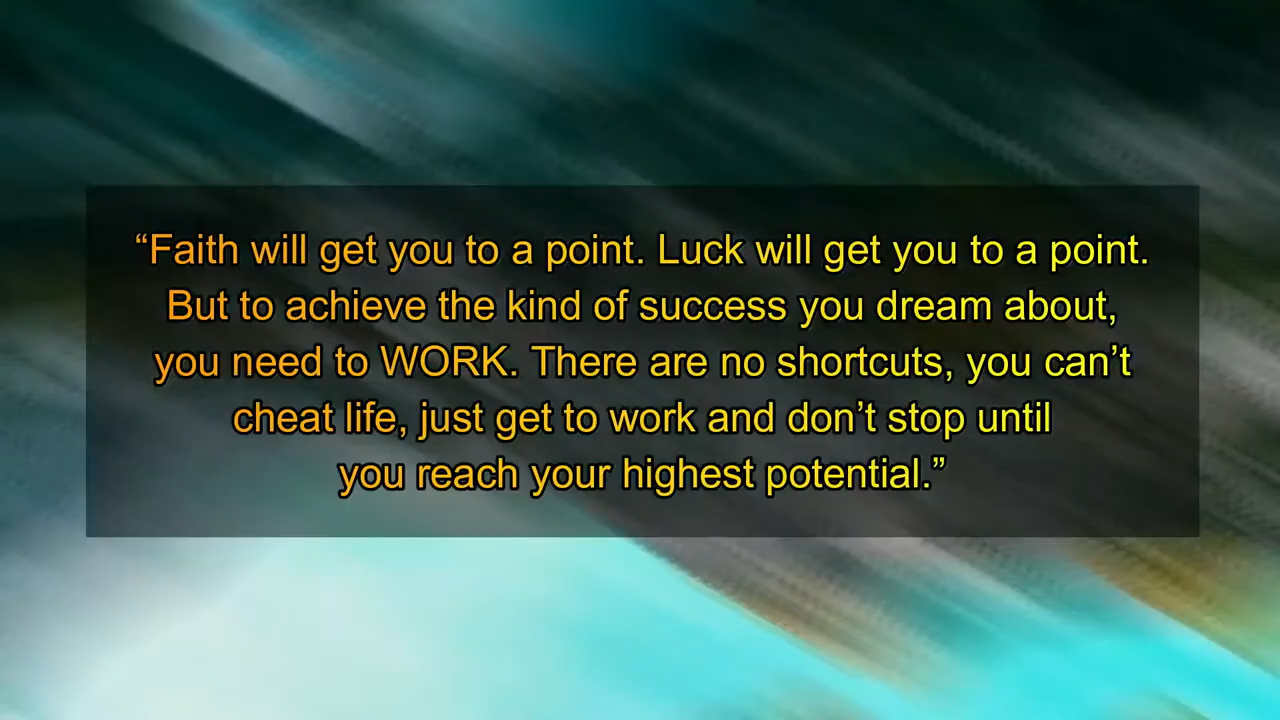 “Faith will get you to a point. Luck will get you to a point.
But to achieve the kind of success you dream about,
you need to WORK. There are no shortcuts, you can’t
cheat life, just get to work and don’t stop until
you reach your highest potential.”